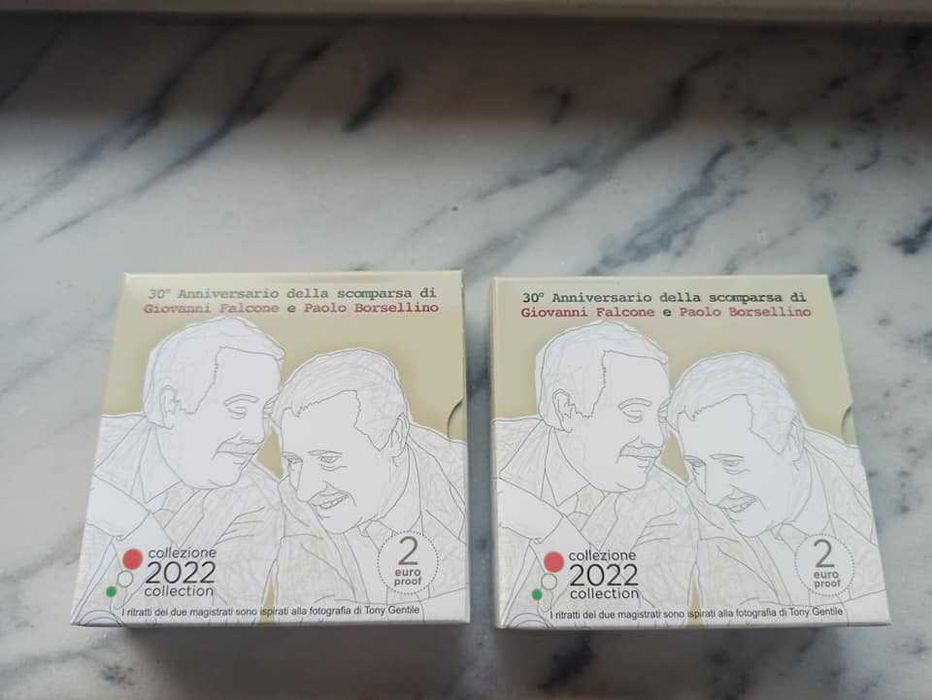 30° Anniversario della scomparsa di
Giovanni Falcone e Paolo Borsellino
collezione
2022
collection
2
euro
proof
I ritratti dei due magistrati sono ispirati alla fotografia di Tony Gentile
30° Anniversario della scomparsa di
Giovanni Falcone e Paolo Borsellino
collezione
2022
collection
2
euro
proof
I ritratti dei due magistrati sono ispirati alla fotografia di Tony Gentile